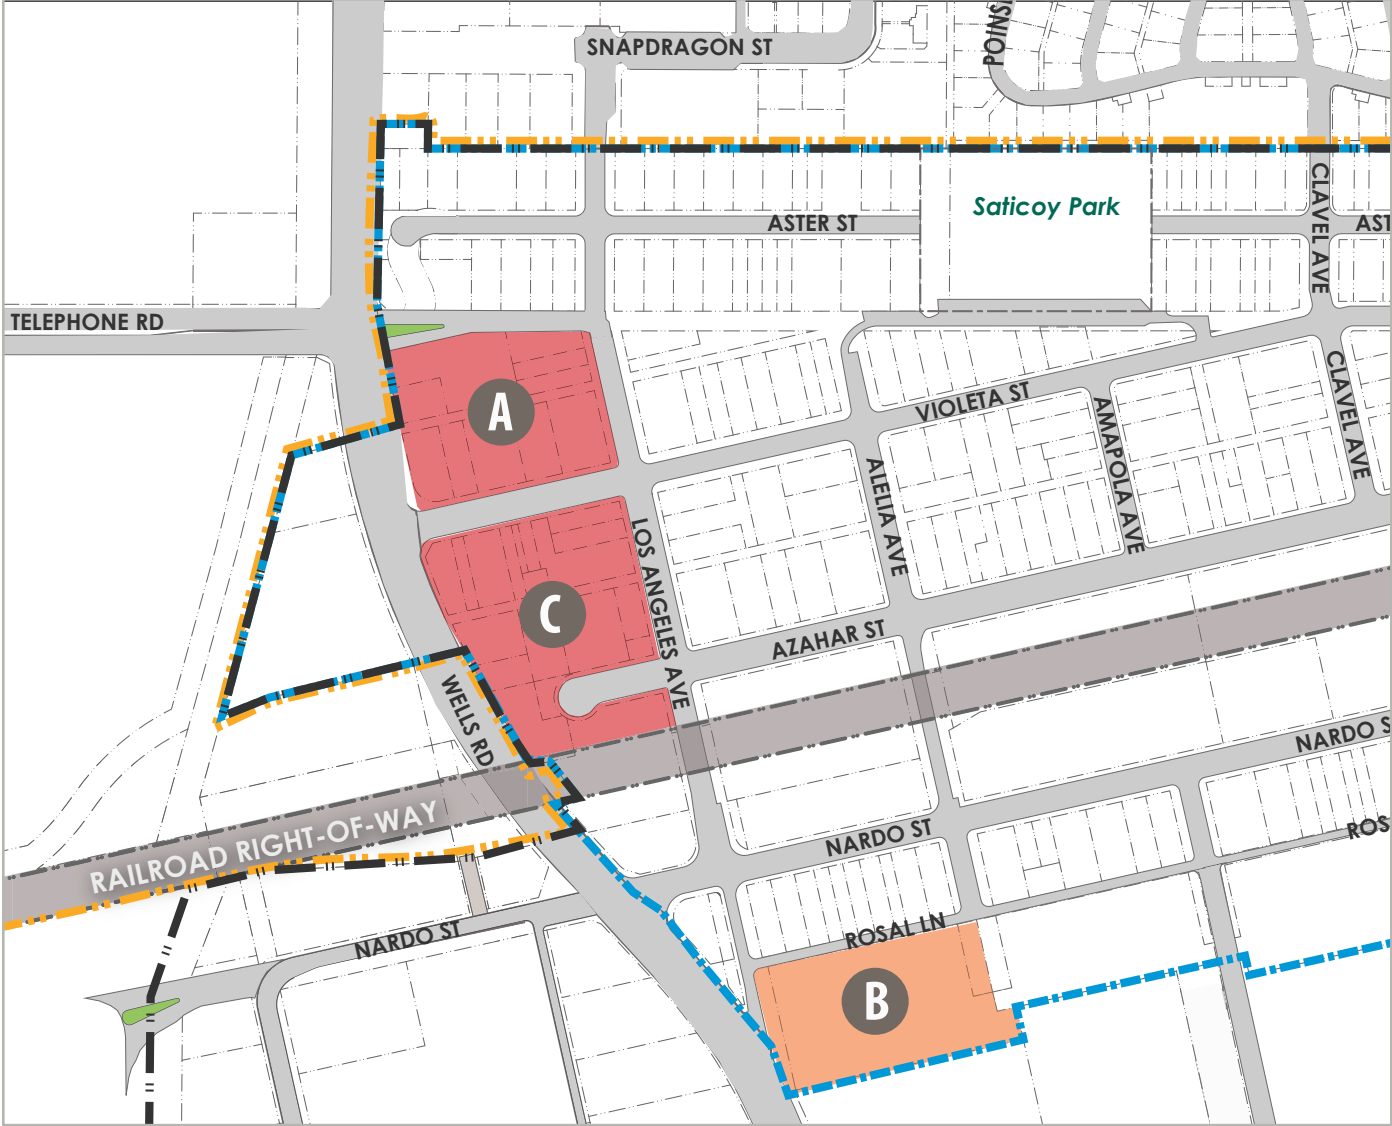 SNAPDRAGON ST
POINS
Saticoy Park
ASTER ST
AST
CLAVEL AVE
TELEPHONE RD
A
VIOLETA ST
CLAVEL AVE
AMAPOLA AVE
ALELIA AVE
LOS ANGELES AVE
C
AZAHAR ST
WELLS RD
NARDO S
RAILROAD RIGHT-OF-WAY
NARDO ST
ROS
NARDO ST
ROSAL LN
B